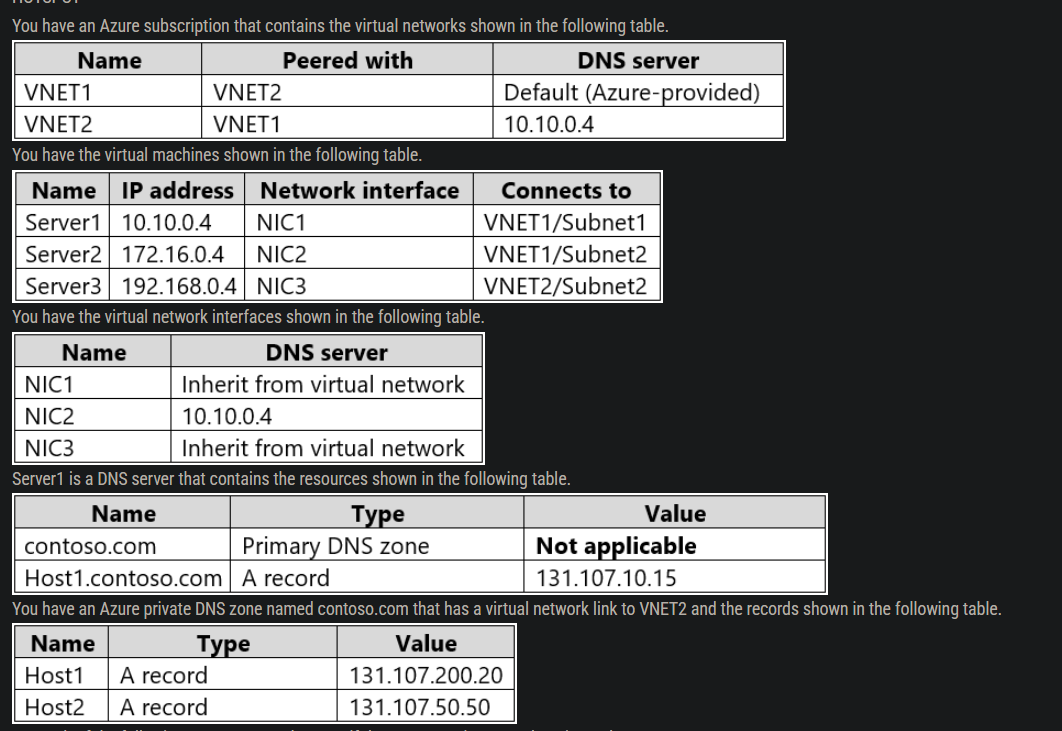 HOTSPOT
You have an Azure subscription that contains the virtual networks shown in the following table.
Name Peered with DNS server
VNET1 VNET2 Default (Azure-provided)
VNET2 VNET1 10.10.0.4
You have the virtual machines shown in the following table.
Name IP address Network interface Connects to
Server1 10.10.0.4 NIC1 VNET1/Subnet1
Server2 172.16.0.4 NIC2 VNET1/Subnet2
Server3 192.168.0.4 NIC3 VNET2/Subnet2
You have the virtual network interfaces shown in the following table.
Name DNS server
NIC1 Inherit from virtual network
NIC2 10.10.0.4
NIC3 Inherit from virtual network
Server1 is a DNS server that contains the resources shown in the following table.
Name Type Value
contoso.com Primary DNS zone Not applicable
Host1.contoso.com A record 131.107.10.15
You have an Azure private DNS zone named contoso.com that has a virtual network link to VNET2 and the records shown in the following table.
Name Type Value
Host1 A record 131.107.200.20
Host2 A record 131.107.50.50